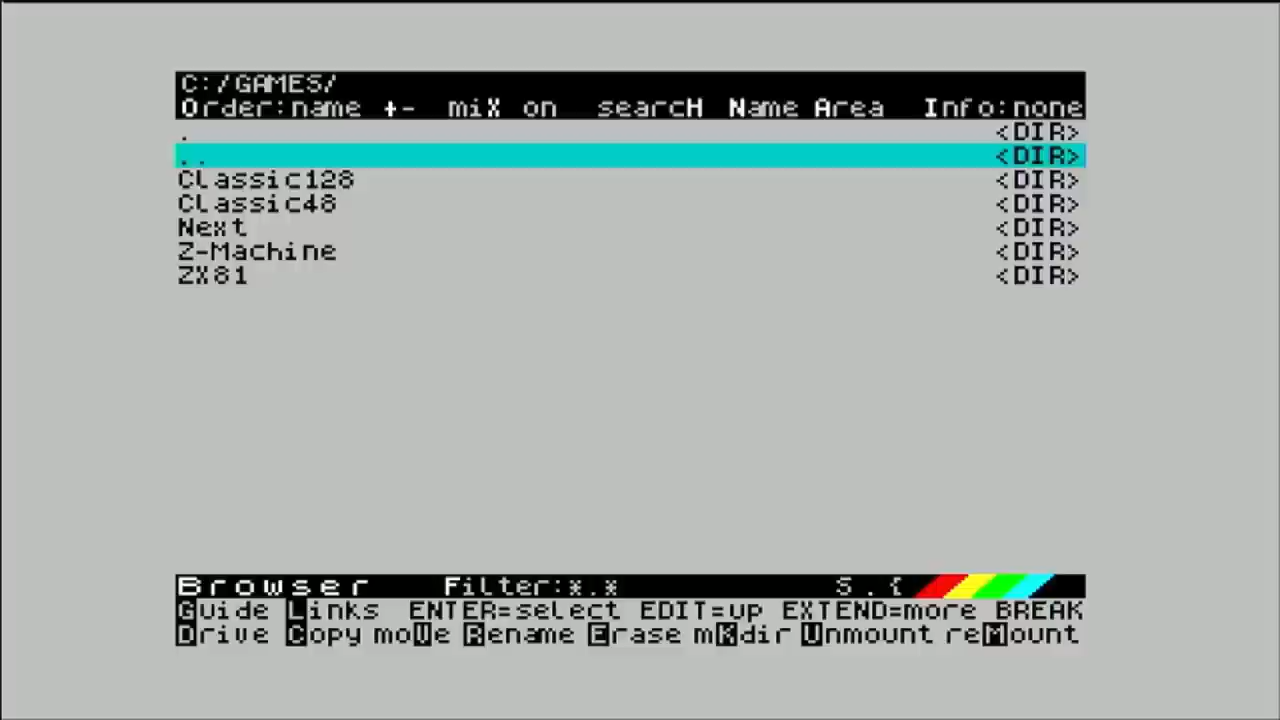 C:/GAMES/
Order:name +- miX on searcH Name Area Info:none
. <DIR>
.. <DIR>
Classic128 <DIR>
Classic48 <DIR>
Next <DIR>
Z-Machine <DIR>
ZX81 <DIR>
Browser Filter:*.* S.{
Guide Links ENTER=select EDIT=up EXTEND=more BREAK
Drive Copy moVe Rename Erase mKdir Unmount reMount